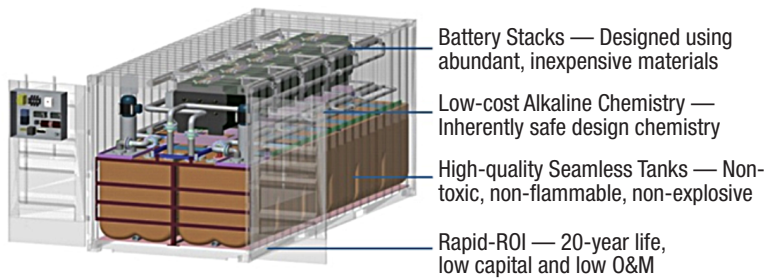 Battery Stacks — Designed using
abundant, inexpensive materials
Low-cost Alkaline Chemistry —
Inherently safe design chemistry
High-quality Seamless Tanks — Non-
toxic, non-flammable, non-explosive
Rapid-ROI — 20-year life,
low capital and low O&M